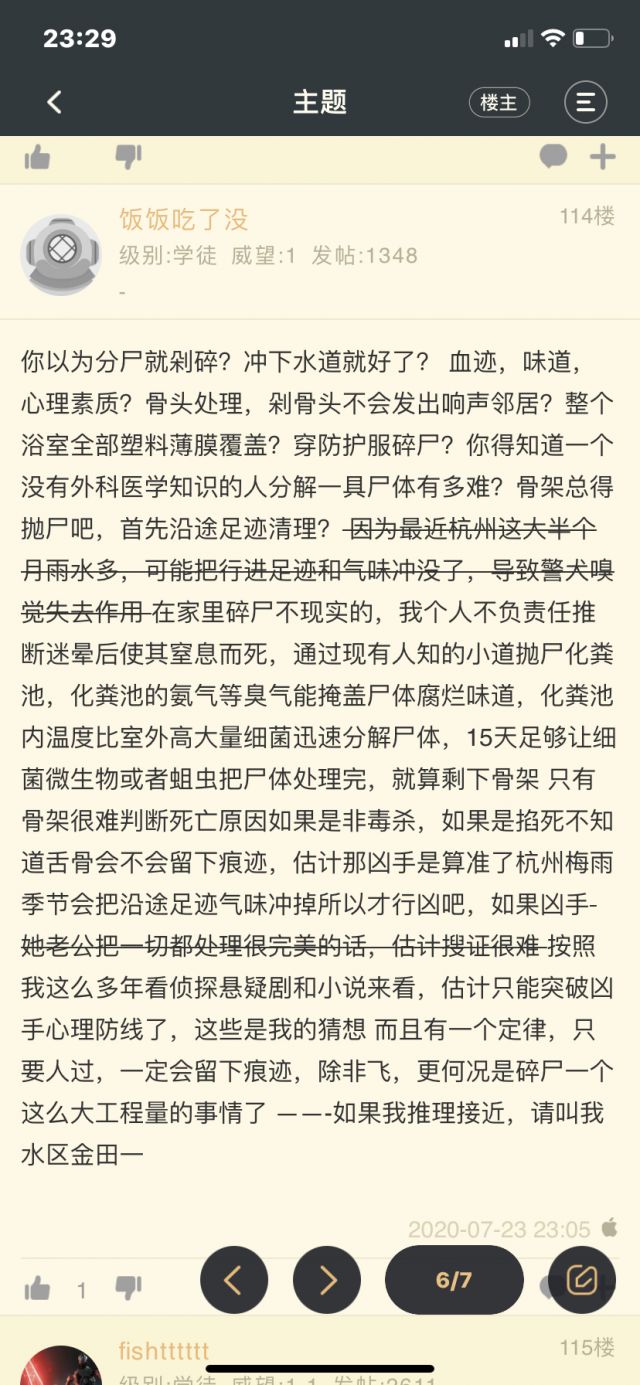 23:29
主题
楼主
饭饭吃了没
114楼
级别:学徒 威望:1 发帖:1348
-
你以为分尸就剁碎？冲下水道就好了？ 血迹，味道，
心理素质？骨头处理，剁骨头不会发出响声邻居？整个
浴室全部塑料薄膜覆盖？穿防护服碎尸？你得知道一个
没有外科医学知识的人分解一具尸体有多难？骨架总得
抛尸吧，首先沿途足迹清理？ 因为最近杭州这大半个
月雨水多，可能把行进足迹和气味冲没了，导致警犬嗅
觉失去作用 在家里碎尸不现实的，我个人不负责任推
断迷晕后使其窒息而死，通过现有人知的小道抛尸化粪
池，化粪池的氨气等臭气能掩盖尸体腐烂味道，化粪池
内温度比室外高大量细菌迅速分解尸体，15天足够让细
菌微生物或者蛆虫把尸体处理完，就算剩下骨架 只有
骨架很难判断死亡原因如果是非毒杀，如果是掐死不知
道舌骨会不会留下痕迹，估计那凶手是算准了杭州梅雨
季节会把沿途足迹气味冲掉所以才行凶吧，如果凶手-
她老公把一切都处理很完美的话，估计搜证很难 按照
我这么多年看侦探悬疑剧和小说来看，估计只能突破凶
手心理防线了，这些是我的猜想 而且有一个定律，只
要人过，一定会留下痕迹，除非飞，更何况是碎尸一个
这么大工程量的事情了 ——-如果我推理接近，请叫我
水区金田一
2020-07-23 23:05
1
6/7
fishtttttt
115楼